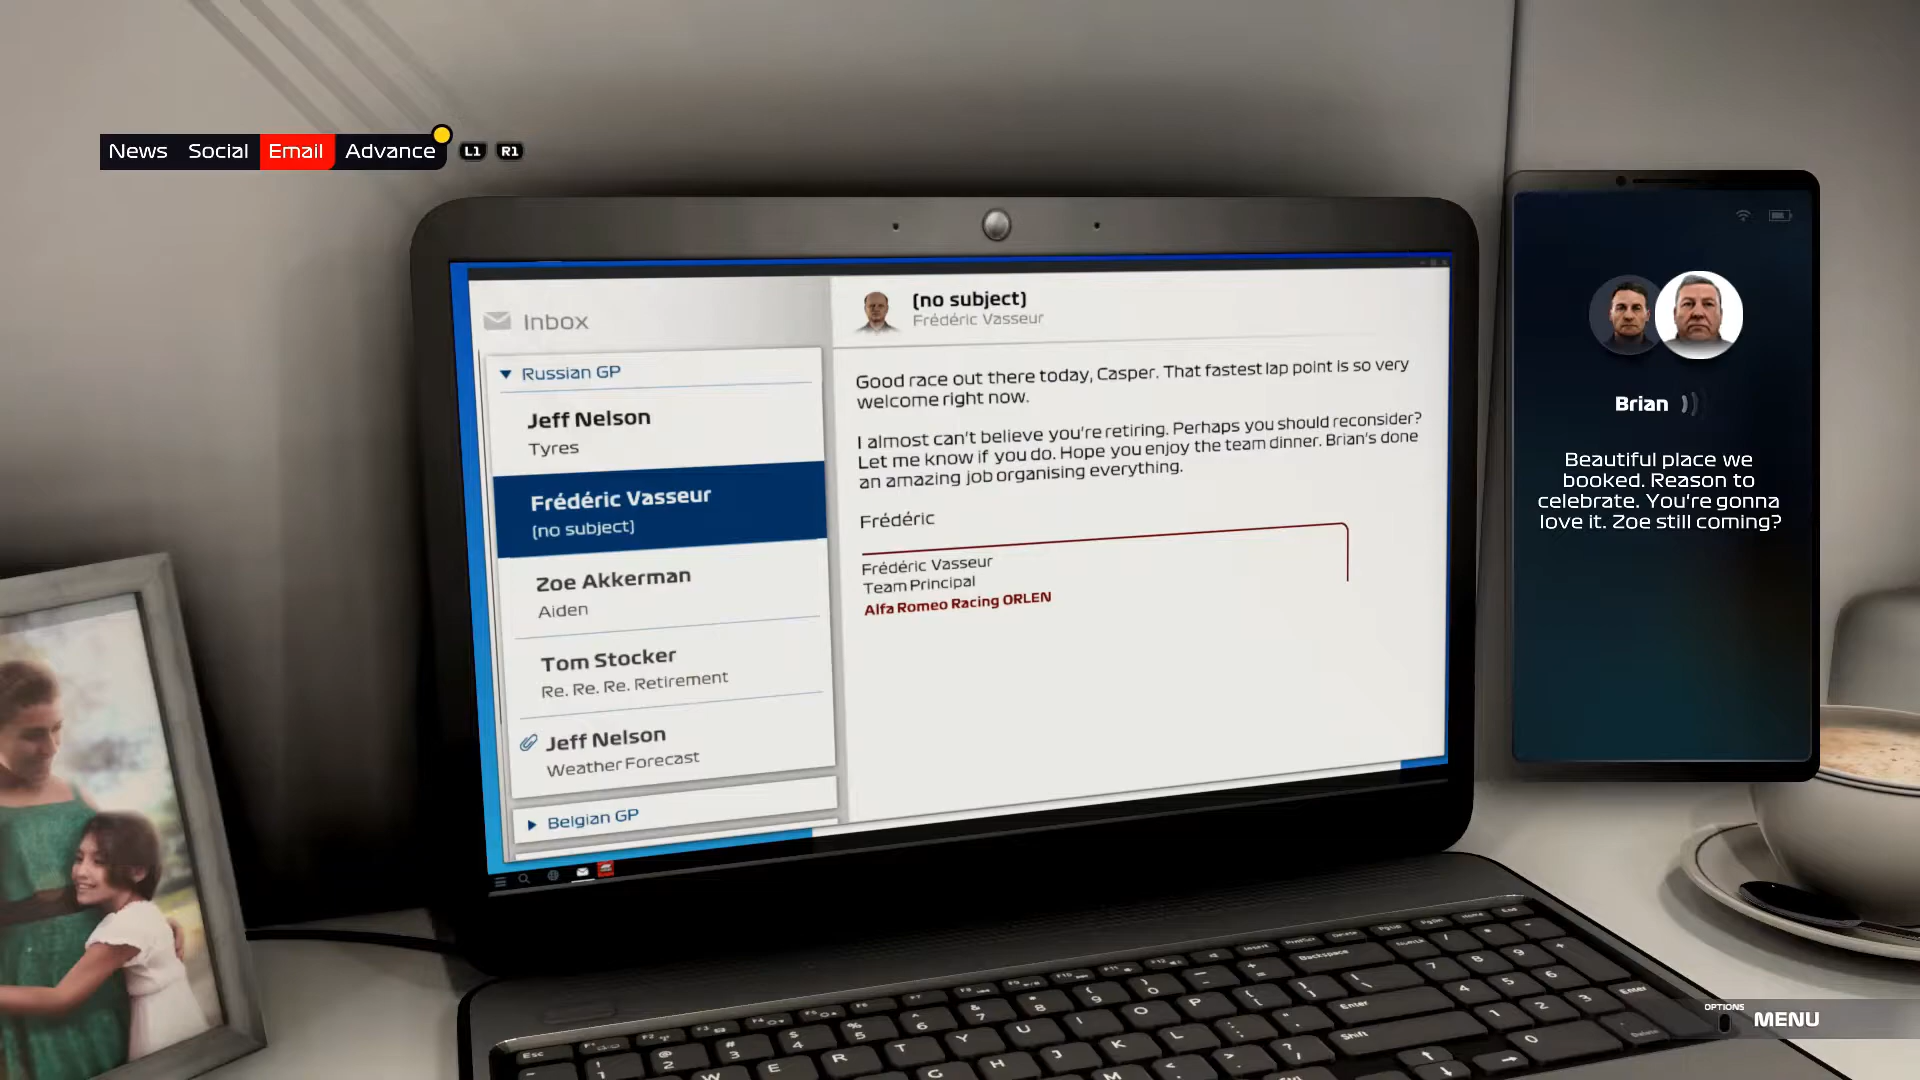 News Social Email Advance L1 R1
Inbox
Russian GP
Jeff Nelson
Tyres
Frédéric Vasseur
(no subject)
Zoe Akkerman
Aiden
Tom Stocker
Re. Re. Re. Retirement
Jeff Nelson
Weather Forecast
Belgian GP
(no subject)
Frédéric Vasseur
Good race out there today, Casper. That fastest lap point is so very
welcome right now.
I almost can't believe you're retiring. Perhaps you should reconsider?
Let me know if you do. Hope you enjoy the team dinner. Brian's done
an amazing job organising everything.
Frédéric
Frédéric Vasseur
Team Principal
Alfa Romeo Racing ORLEN
Brian
Beautiful place we
booked. Reason to
celebrate. You're gonna
love it. Zoe still coming?
OPTIONS
MENU